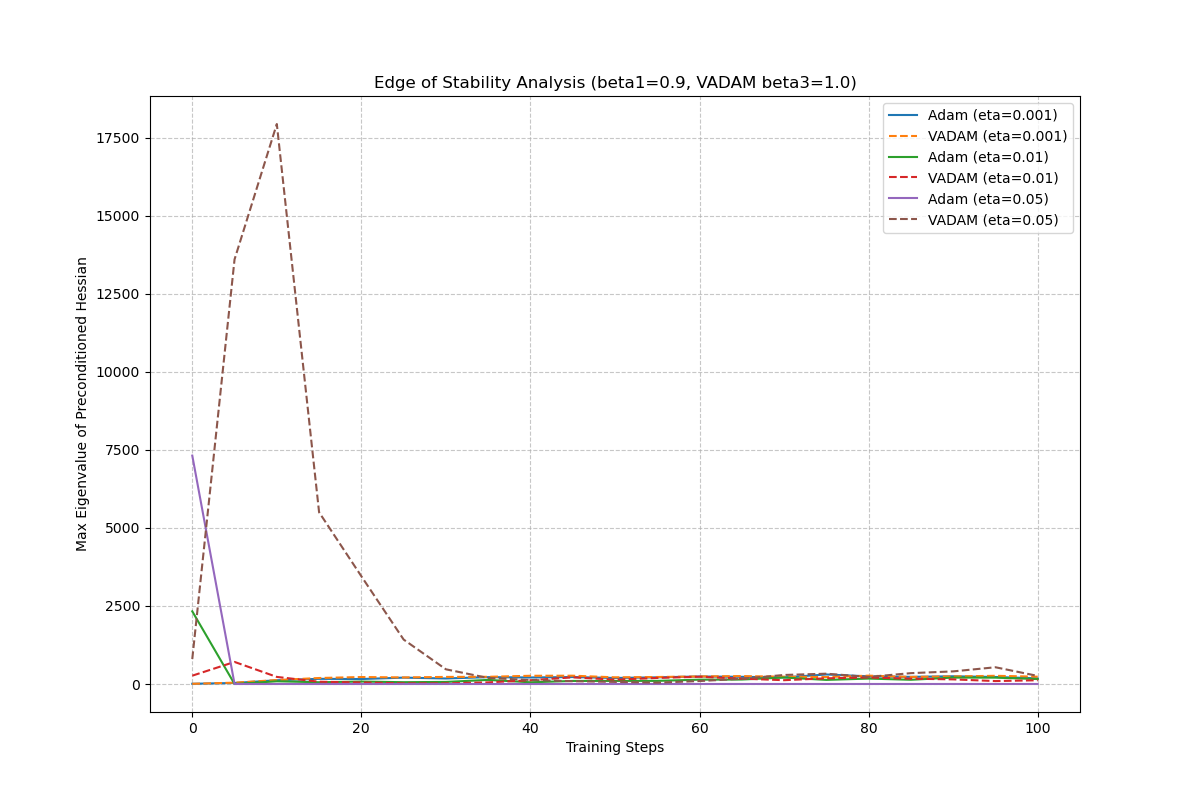 Edge of Stability Analysis (beta1=0.9, VADAM beta3=1.0)
Adam (eta=0.001)
VADAM (eta=0.001)
Adam (eta=0.01)
VADAM (eta=0.01)
Adam (eta=0.05)
VADAM (eta=0.05)
Max Eigenvalue of Preconditioned Hessian
17500
15000
12500
10000
7500
5000
2500
0
0 20 40 60 80 100
Training Steps